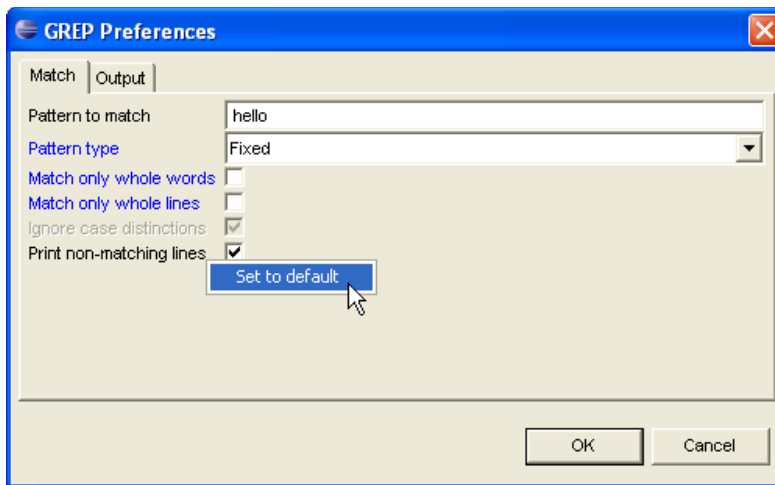 GREP Preferences
Match Output
Pattern to match hello
Pattern type Fixed
Match only whole words
Match only whole lines
Ignore case distinctions
Print non-matching lines
Set to default
OK Cancel